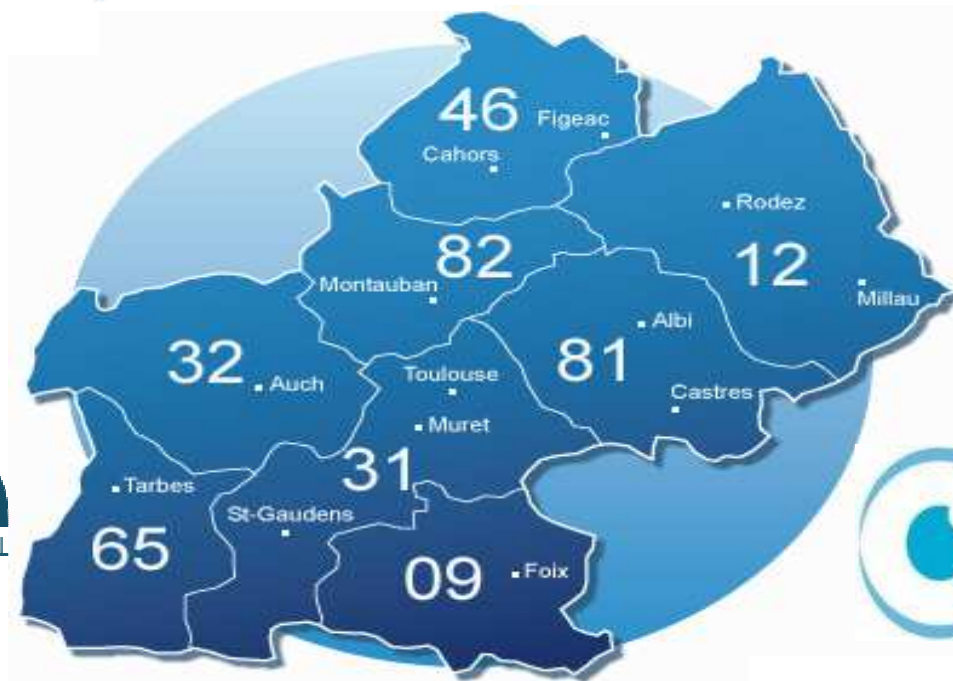 46
Figeac
Cahors
Rodez
82
12
Montauban
Millau
Albi
32
81
Auch
Toulouse
Castres
Muret
31
Tarbes
St-Gaudens
65
09
Foix